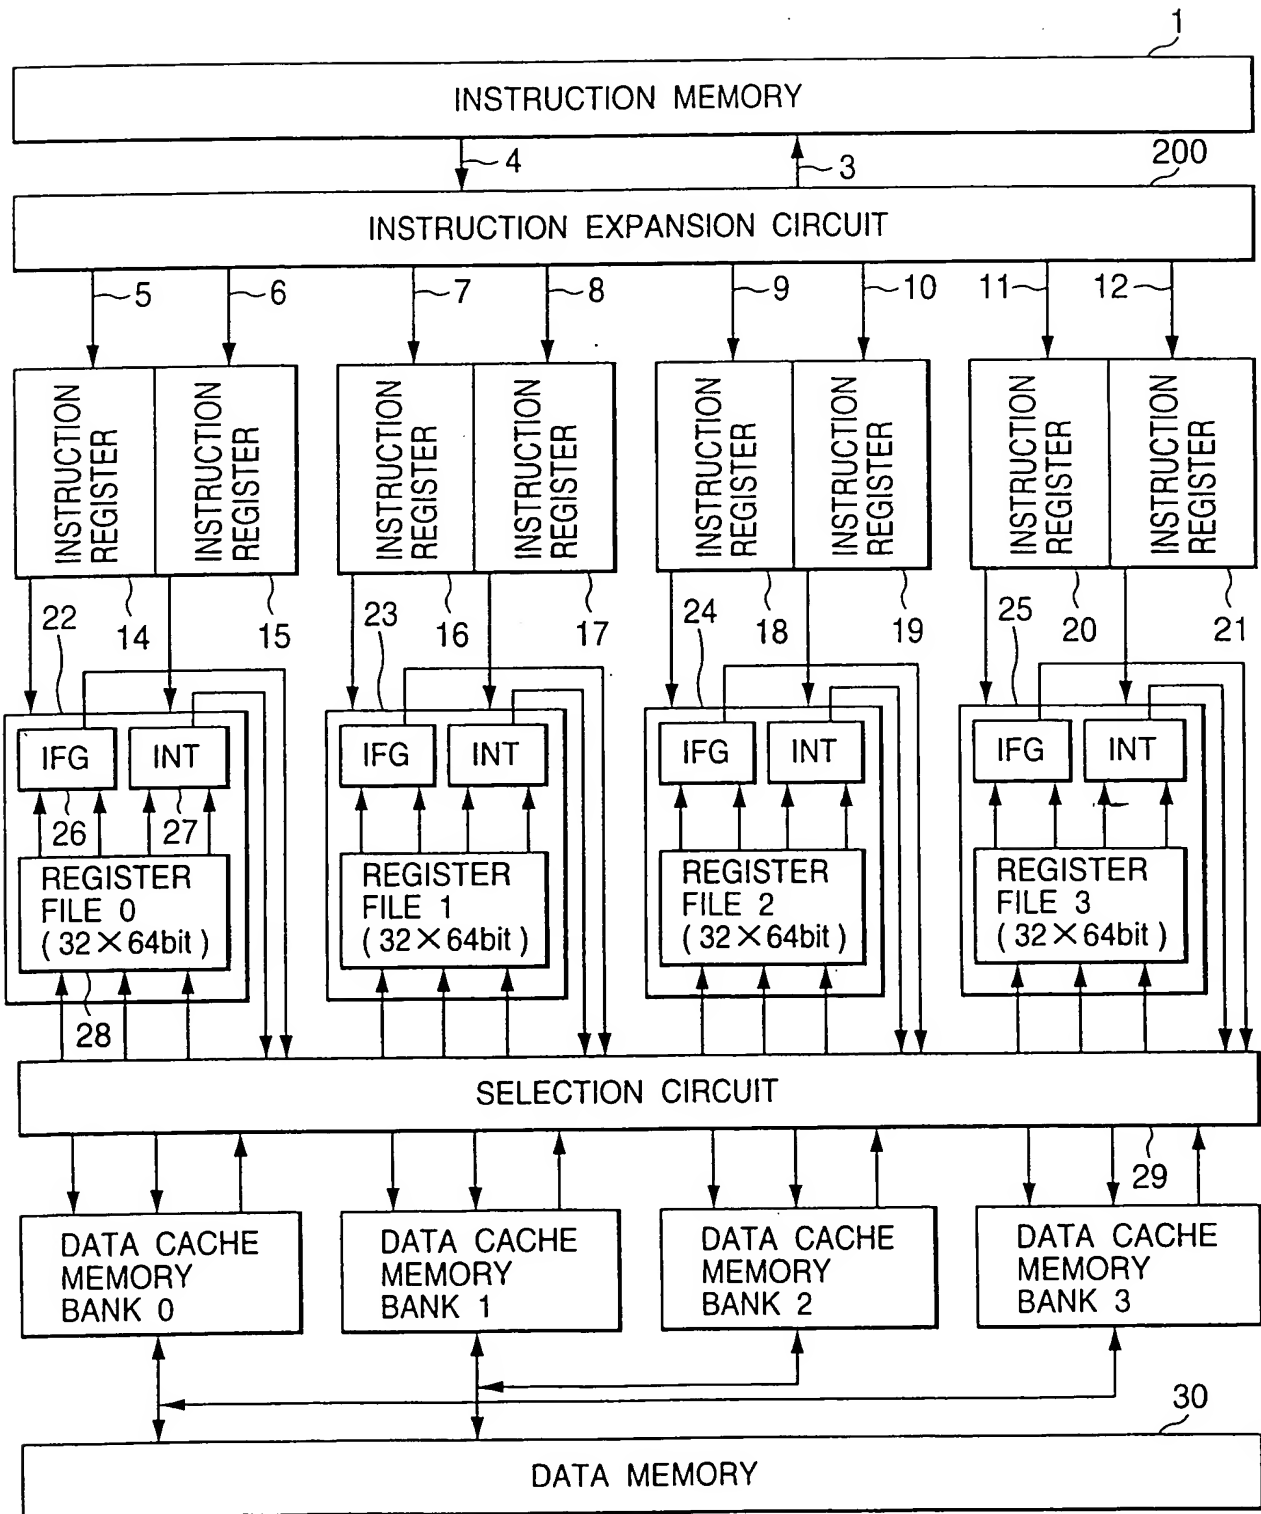 1
INSTRUCTION MEMORY
4
3
200
INSTRUCTION EXPANSION CIRCUIT
5
6
7
8
9
10
11
12
INSTRUCTION
REGISTER
INSTRUCTION
REGISTER
INSTRUCTION
REGISTER
INSTRUCTION
REGISTER
INSTRUCTION
REGISTER
INSTRUCTION
REGISTER
INSTRUCTION
REGISTER
INSTRUCTION
REGISTER
22
14
15
23
16
17
24
18
19
25
20
21
IFG
INT
IFG
INT
IFG
INT
IFG
INT
26
27
REGISTER
FILE 0
(32×64bit)
REGISTER
FILE 1
(32×64bit)
REGISTER
FILE 2
(32×64bit)
REGISTER
FILE 3
(32×64bit)
28
SELECTION CIRCUIT
29
DATA CACHE
MEMORY
BANK 0
DATA CACHE
MEMORY
BANK 1
DATA CACHE
MEMORY
BANK 2
DATA CACHE
MEMORY
BANK 3
30
DATA MEMORY